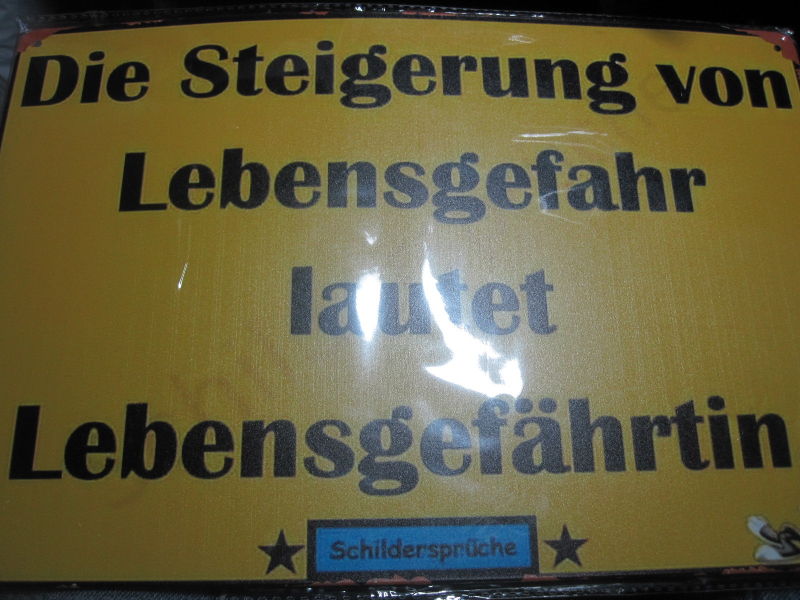 Die Steigerung von
Lebensgefahr
lautet
Lebensgefährtin
Schildersprüche